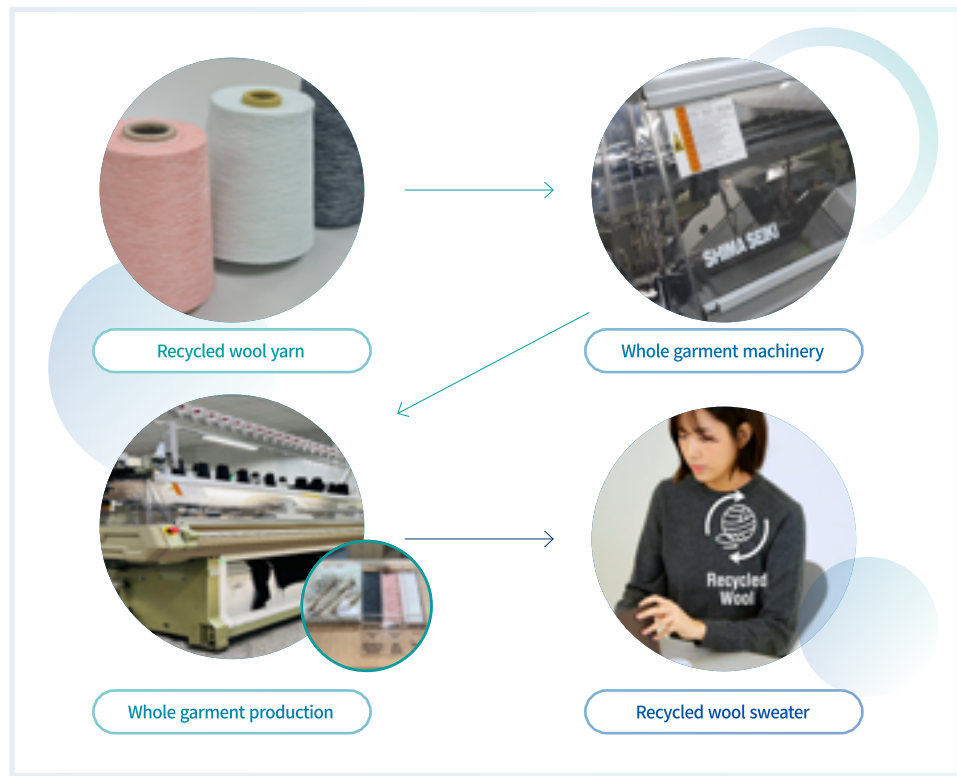 SHIMA SEIKI
Recycled wool yarn
Whole garment machinery
Recycled
Wool
Whole garment production
Recycled wool sweater